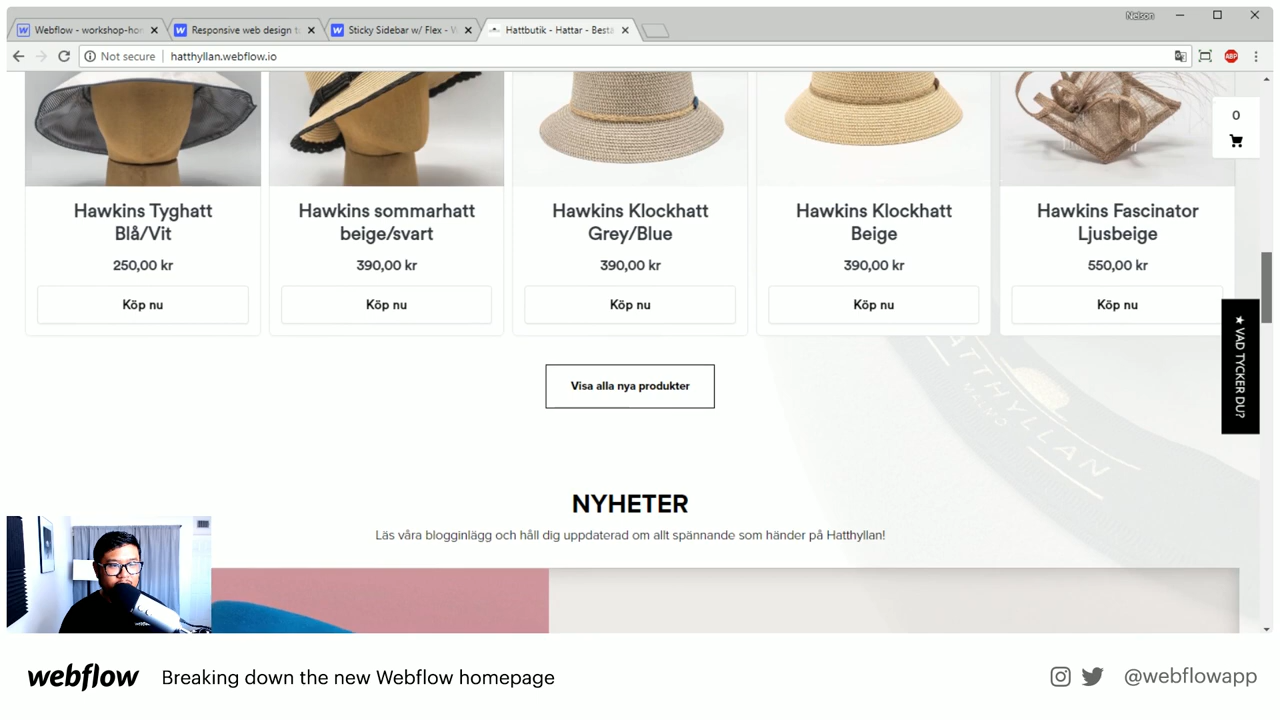 Nelson
Webflow - workshop-hor
Responsive web design t
Sticky Sidebar w/ Flex - 
Hattbutik - Hattar - Besta
Not secure | hatthyllan.webflow.io
ABP
0
Hawkins Tyghatt
Blå/Vit
250,00 kr
Köp nu
Hawkins sommarhatt
beige/svart
390,00 kr
Köp nu
Hawkins Klockhatt
Grey/Blue
390,00 kr
Köp nu
Hawkins Klockhatt
Beige
390,00 kr
Köp nu
Hawkins Fascinator
Ljusbeige
550,00 kr
Köp nu
★ VAD TYCKER DU?
Visa alla nya produkter
HATTHYLLAN
NYHETER
Läs våra blogginlägg och håll dig uppdaterad om allt spännande som händer på Hatthyllan!
webflow
Breaking down the new Webflow homepage
@webflowapp